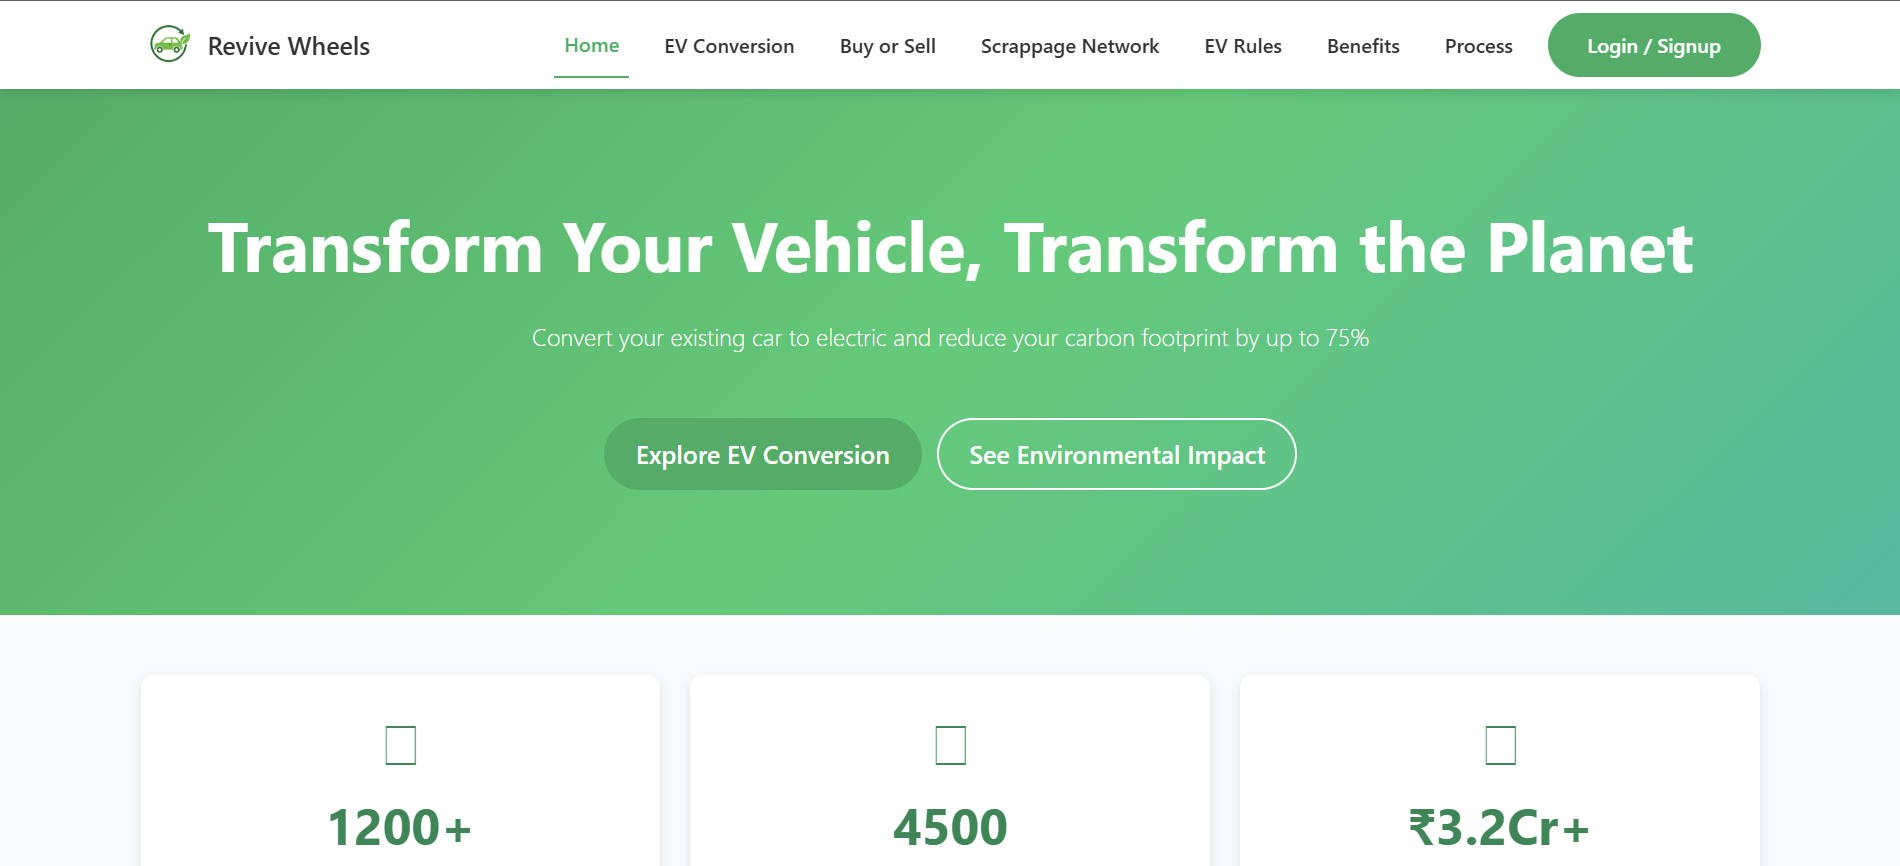 Revive Wheels
Home
EV Conversion
Buy or Sell
Scrappage Network
EV Rules
Benefits
Process
Login / Signup
Transform Your Vehicle, Transform the Planet
Convert your existing car to electric and reduce your carbon footprint by up to 75%
Explore EV Conversion
See Environmental Impact
1200+
4500
₹3.2Cr+